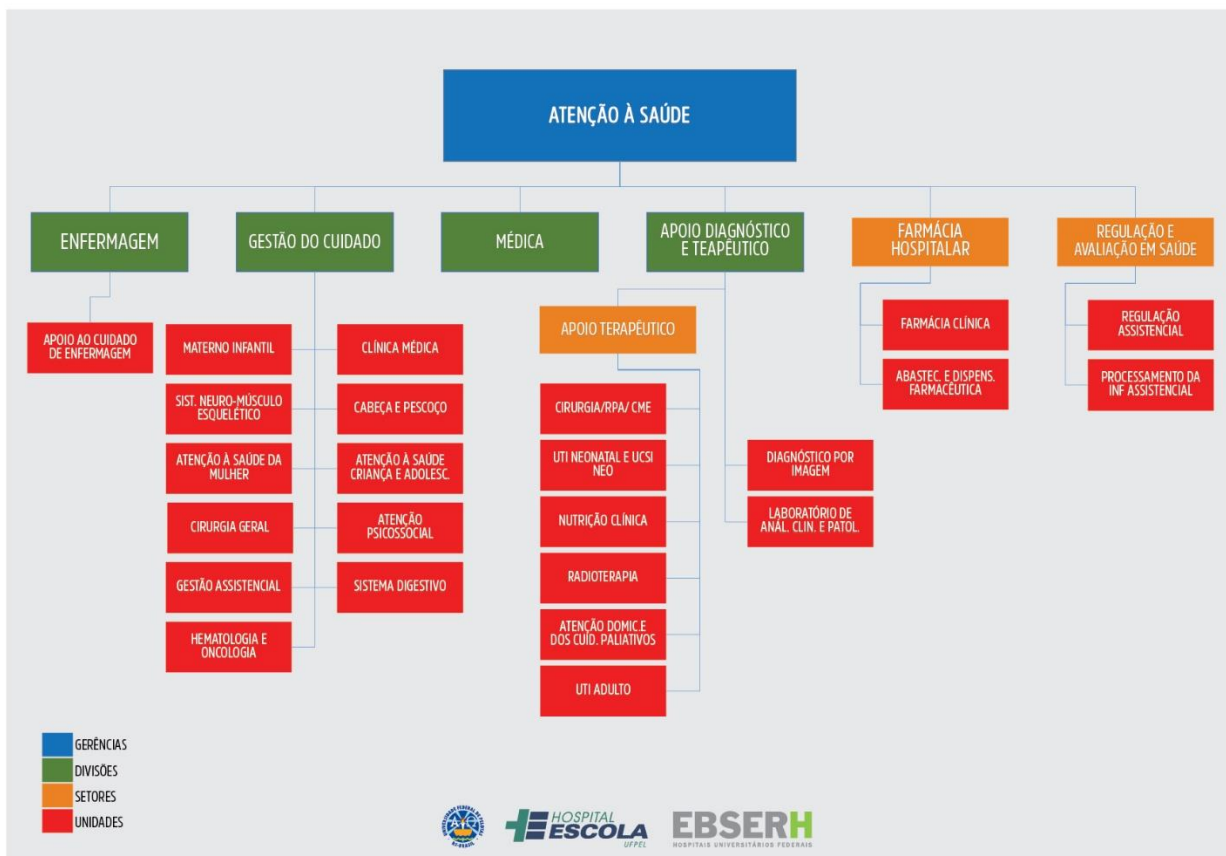 ATENÇÃO À SAÚDE
ENFERMAGEM
GESTÃO DO CUIDADO
MÉDICA
APOIO DIAGNÓSTICO
E TEAPÊUTICO
FARMÁCIA
HOSPITALAR
REGULAÇÃO E
AVALIAÇÃO EM SAÚDE
APOIO AO CUIDADO
DE ENFERMAGEM
MATERNO INFANTIL
CLÍNICA MÉDICA
SIST. NEURO-MÚSCULO
ESQUELÉTICO
CABEÇA E PESCOÇO
ATENÇÃO À SAÚDE DA
MULHER
ATENÇÃO À SAÚDE
CRIANÇA E ADOLESC.
CIRURGIA GERAL
ATENÇÃO
PSICOSSOCIAL
GESTÃO ASSISTENCIAL
SISTEMA DIGESTIVO
HEMATOLOGIA E
ONCOLOGIA
APOIO TERAPÊUTICO
CIRURGIA/RPA/ CME
UTI NEONATAL E UCSI
NEO
NUTRIÇÃO CLÍNICA
RADIOTERAPIA
ATENÇÃO DOMIC.E
DOS CUID. PALIATIVOS
UTI ADULTO
DIAGNÓSTICO POR
IMAGEM
LABORATÓRIO DE
ANÁL. CLIN. E PATOL.
FARMÁCIA CLÍNICA
ABASTEC. E DISPENS.
FARMACÊUTICA
REGULAÇÃO
ASSISTENCIAL
PROCESSAMENTO DA
INF ASSISTENCIAL
GERÊNCIAS
DIVISÕES
SETORES
UNIDADES
HOSPITAL
ESCOLA
UFPEL
EBSERH
HOSPITAIS UNIVERSITÁRIOS FEDERAIS